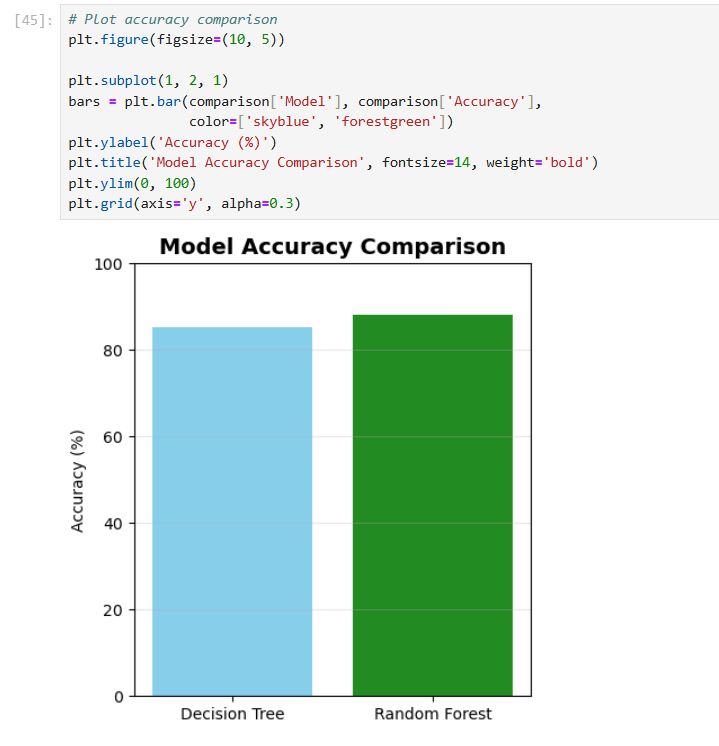 [45]: # Plot accuracy comparison
plt.figure(figsize=(10, 5))
plt.subplot(1, 2, 1)
bars = plt.bar(comparison['Model'], comparison['Accuracy'],
               color=['skyblue', 'forestgreen'])
plt.ylabel('Accuracy (%)')
plt.title('Model Accuracy Comparison', fontsize=14, weight='bold')
plt.ylim(0, 100)
plt.grid(axis='y', alpha=0.3)
Model Accuracy Comparison
100
80
60
40
20
0
Accuracy (%)
Decision Tree Random Forest